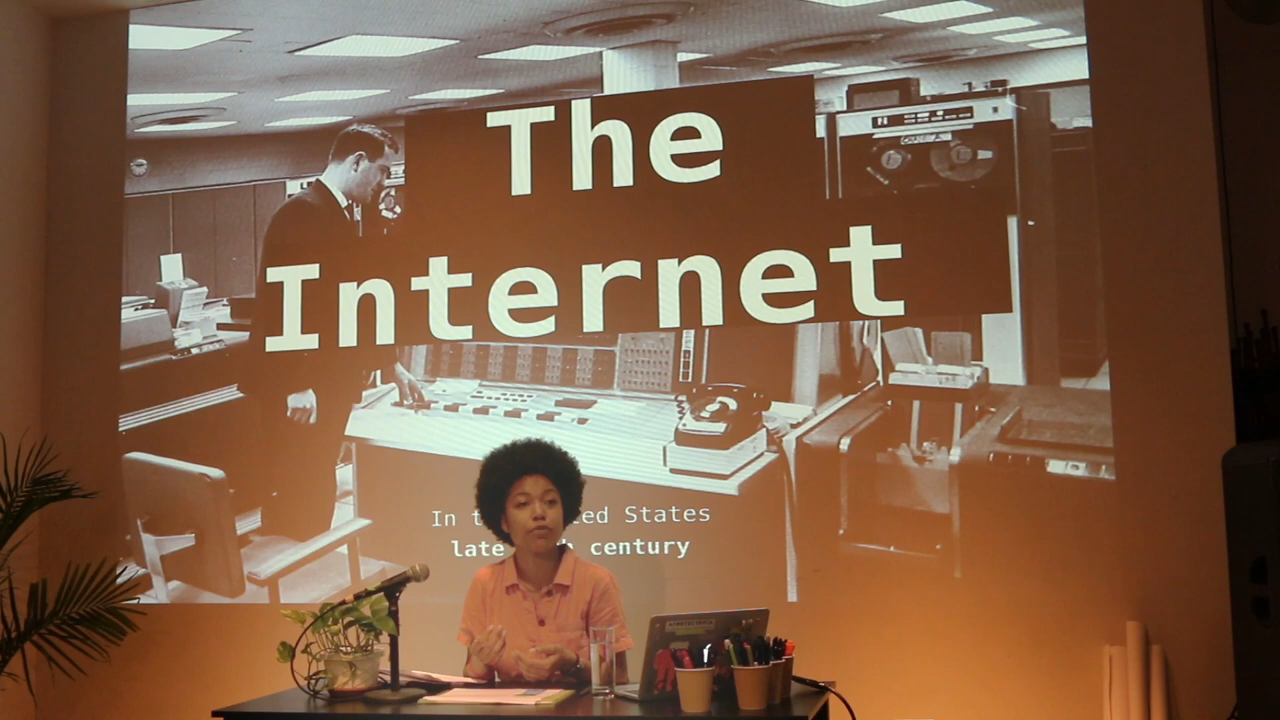 The
Internet
In t ed States
late h century